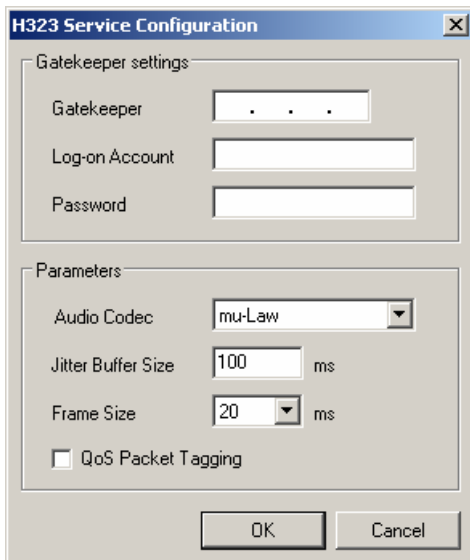 H323 Service Configuration
Gatekeeper settings
Gatekeeper . . .
Log-on Account
Password
Parameters
Audio Codec mu-Law
Jitter Buffer Size 100 ms
Frame Size 20 ms
QoS Packet Tagging
OK Cancel